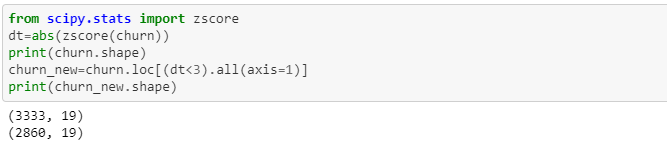 from scipy.stats import zscore
dt=abs(zscore(churn))
print(churn.shape)
churn_new=churn.loc[(dt<3).all(axis=1)]
print(churn_new.shape)
(3333, 19)
(2860, 19)